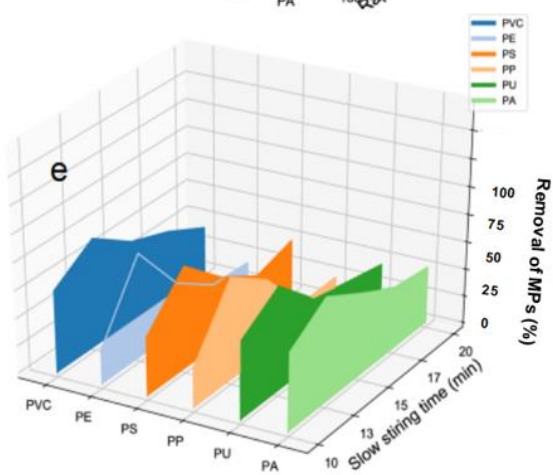 PA
PVC
PE
PS
PP
PU
PA
e
100
75
50
25
0
Removal of MPs (%)
PVC
PE
PS
PP
PU
PA
10
13
15
17
20
Slow stiring time (min)